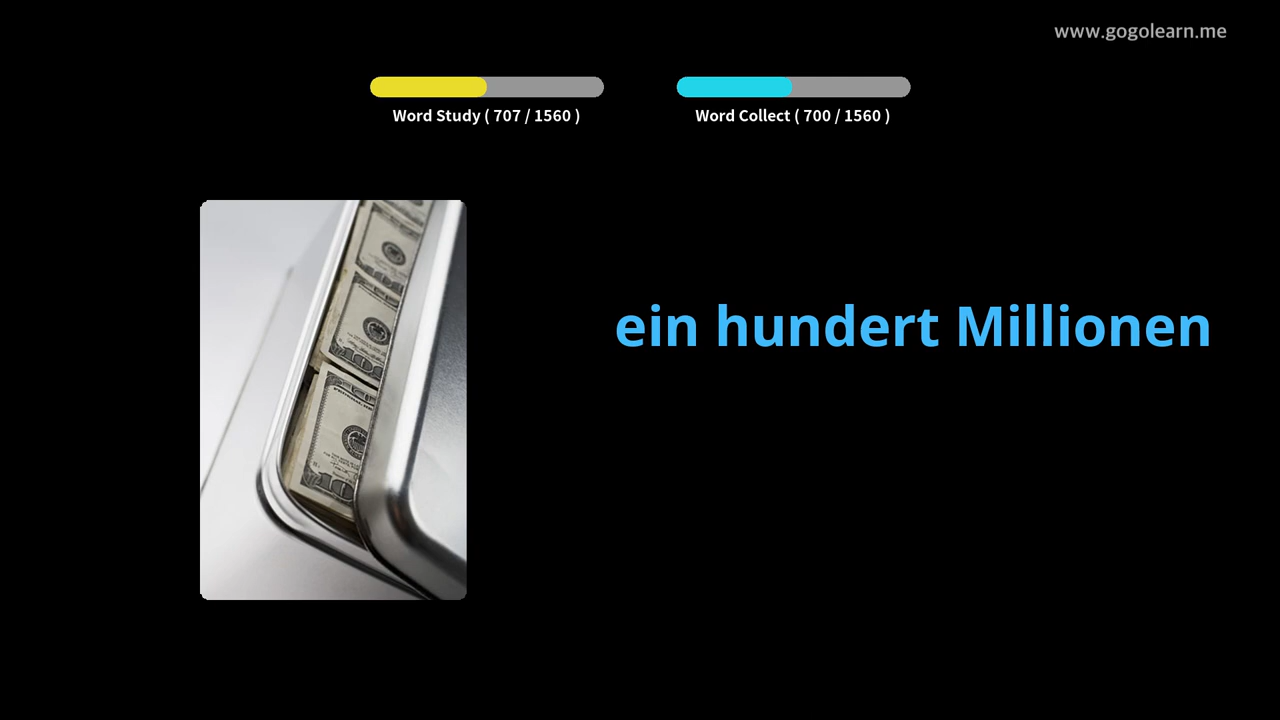 www.gogolearn.me
Word Study ( 707 / 1560 )
Word Collect ( 700 / 1560 )
ein hundert Millionen